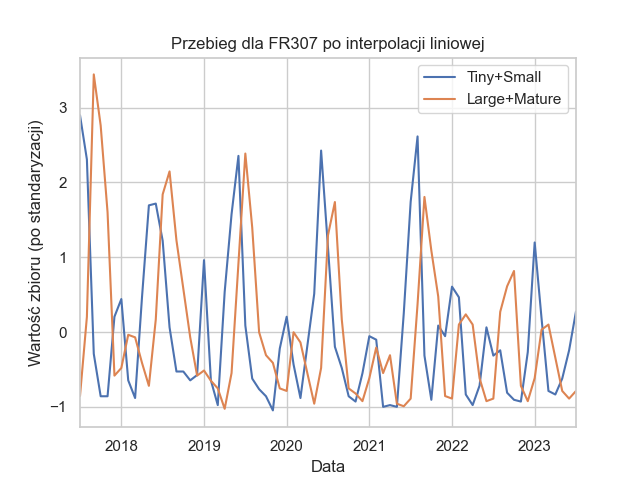 Przebieg dla FR307 po interpolacji liniowej
Tiny+Small
Large+Mature
Wartość zbioru (po standaryzacji)
3
2
1
0
−1
2018 2019 2020 2021 2022 2023
Data